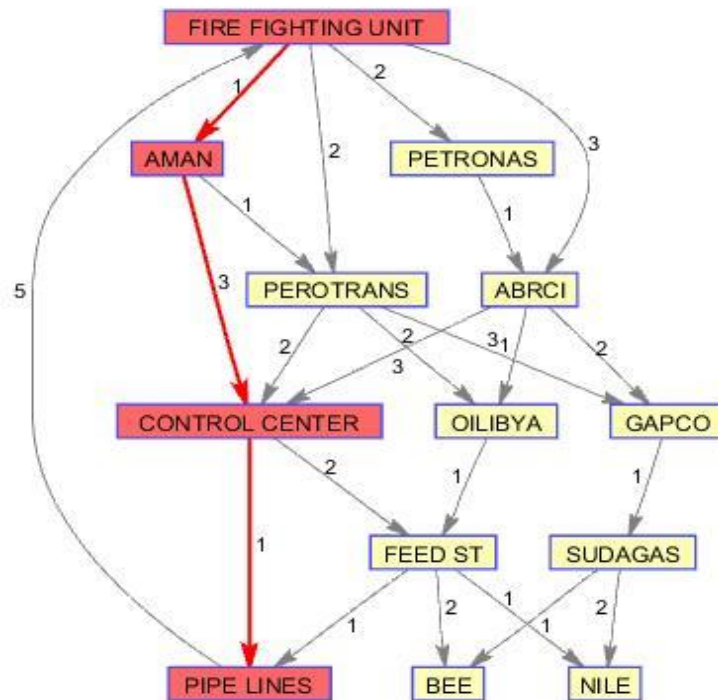 FIRE FIGHTING UNIT
1
2
2
3
AMAN
PETRONAS
1
1
PEROTRANS
ABRCI
5
3
2
2
3
3
1
2
CONTROL CENTER
OILIBYA
GAPCO
2
1
1
1
FEED ST
SUDAGAS
1
2
1
1
2
PIPE LINES
BEE
NILE